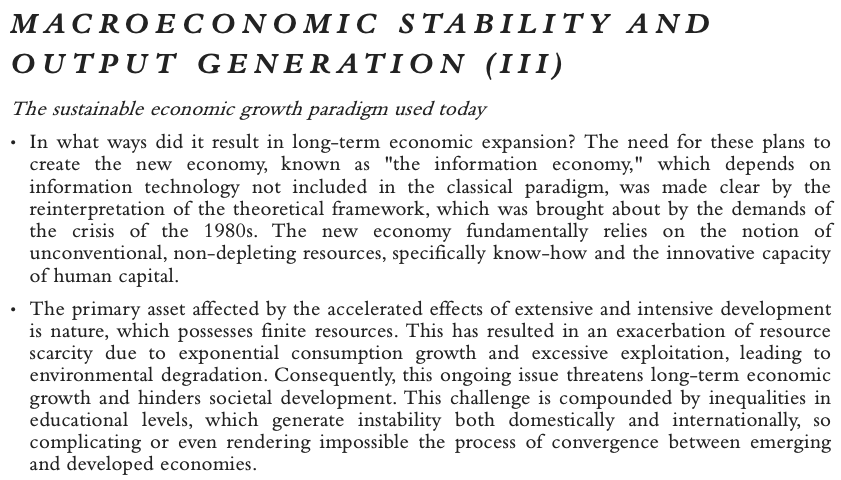 MACROECONOMIC STABILITY AND
OUTPUT GENERATION (III)
The sustainable economic growth paradigm used today
• In what ways did it result in long-term economic expansion? The need for these plans to
create the new economy, known as "the information economy," which depends on
information technology not included in the classical paradigm, was made clear by the
reinterpretation of the theoretical framework, which was brought about by the demands of
the crisis of the 1980s. The new economy fundamentally relies on the notion of
unconventional, non-depleting resources, specifically know-how and the innovative capacity
of human capital.
• The primary asset affected by the accelerated effects of extensive and intensive development
is nature, which possesses finite resources. This has resulted in an exacerbation of resource
scarcity due to exponential consumption growth and excessive exploitation, leading to
environmental degradation. Consequently, this ongoing issue threatens long-term economic
growth and hinders societal development. This challenge is compounded by inequalities in
educational levels, which generate instability both domestically and internationally, so
complicating or even rendering impossible the process of convergence between emerging
and developed economies.